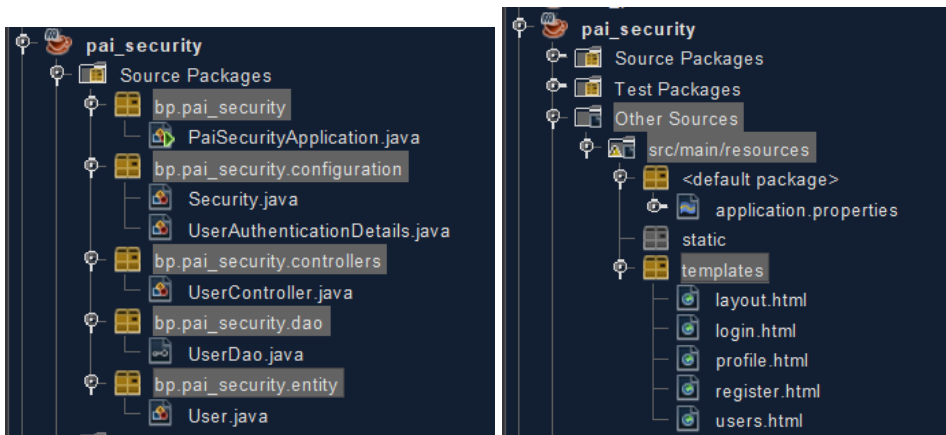 pai_security
Source Packages
bp.pai_security
PaiSecurityApplication.java
bp.pai_security.configuration
Security.java
UserAuthenticationDetails.java
bp.pai_security.controllers
UserController.java
bp.pai_security.dao
UserDao.java
bp.pai_security.entity
User.java
pai_security
Source Packages
Test Packages
Other Sources
src/main/resources
<default package>
application.properties
static
templates
layout.html
login.html
profile.html
register.html
users.html